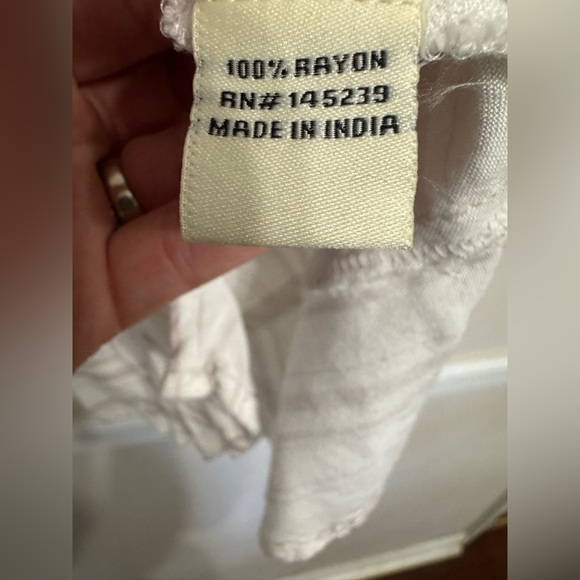 100% RAYON
RN# 145239
MADE IN INDIA